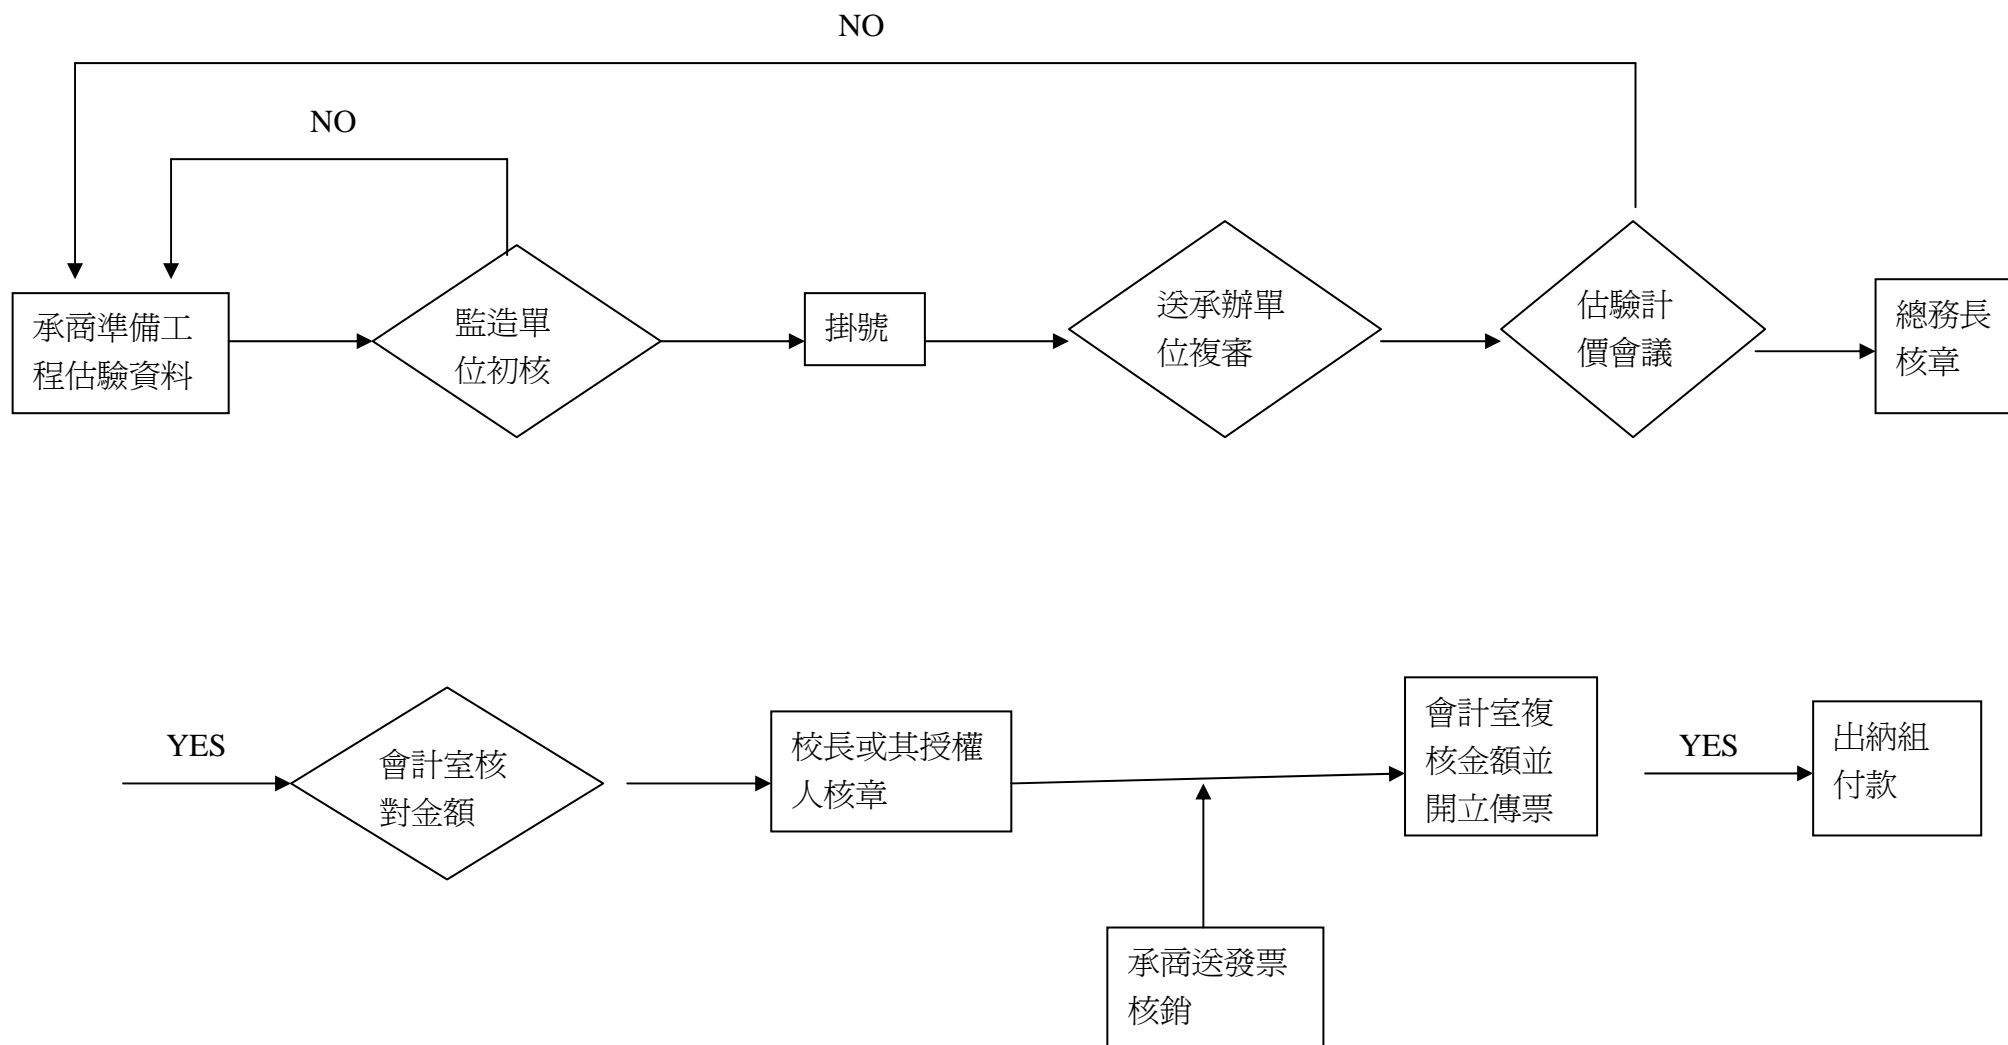 NO
NO
承商準備工
程估驗資料
監造單
位初核
掛號
送承辦單
位複審
估驗計
價會議
總務長
核章
YES
會計室核
對金額
校長或其授權
人核章
會計室複
核金額並
開立傳票
YES
出納組
付款
承商送發票
核銷